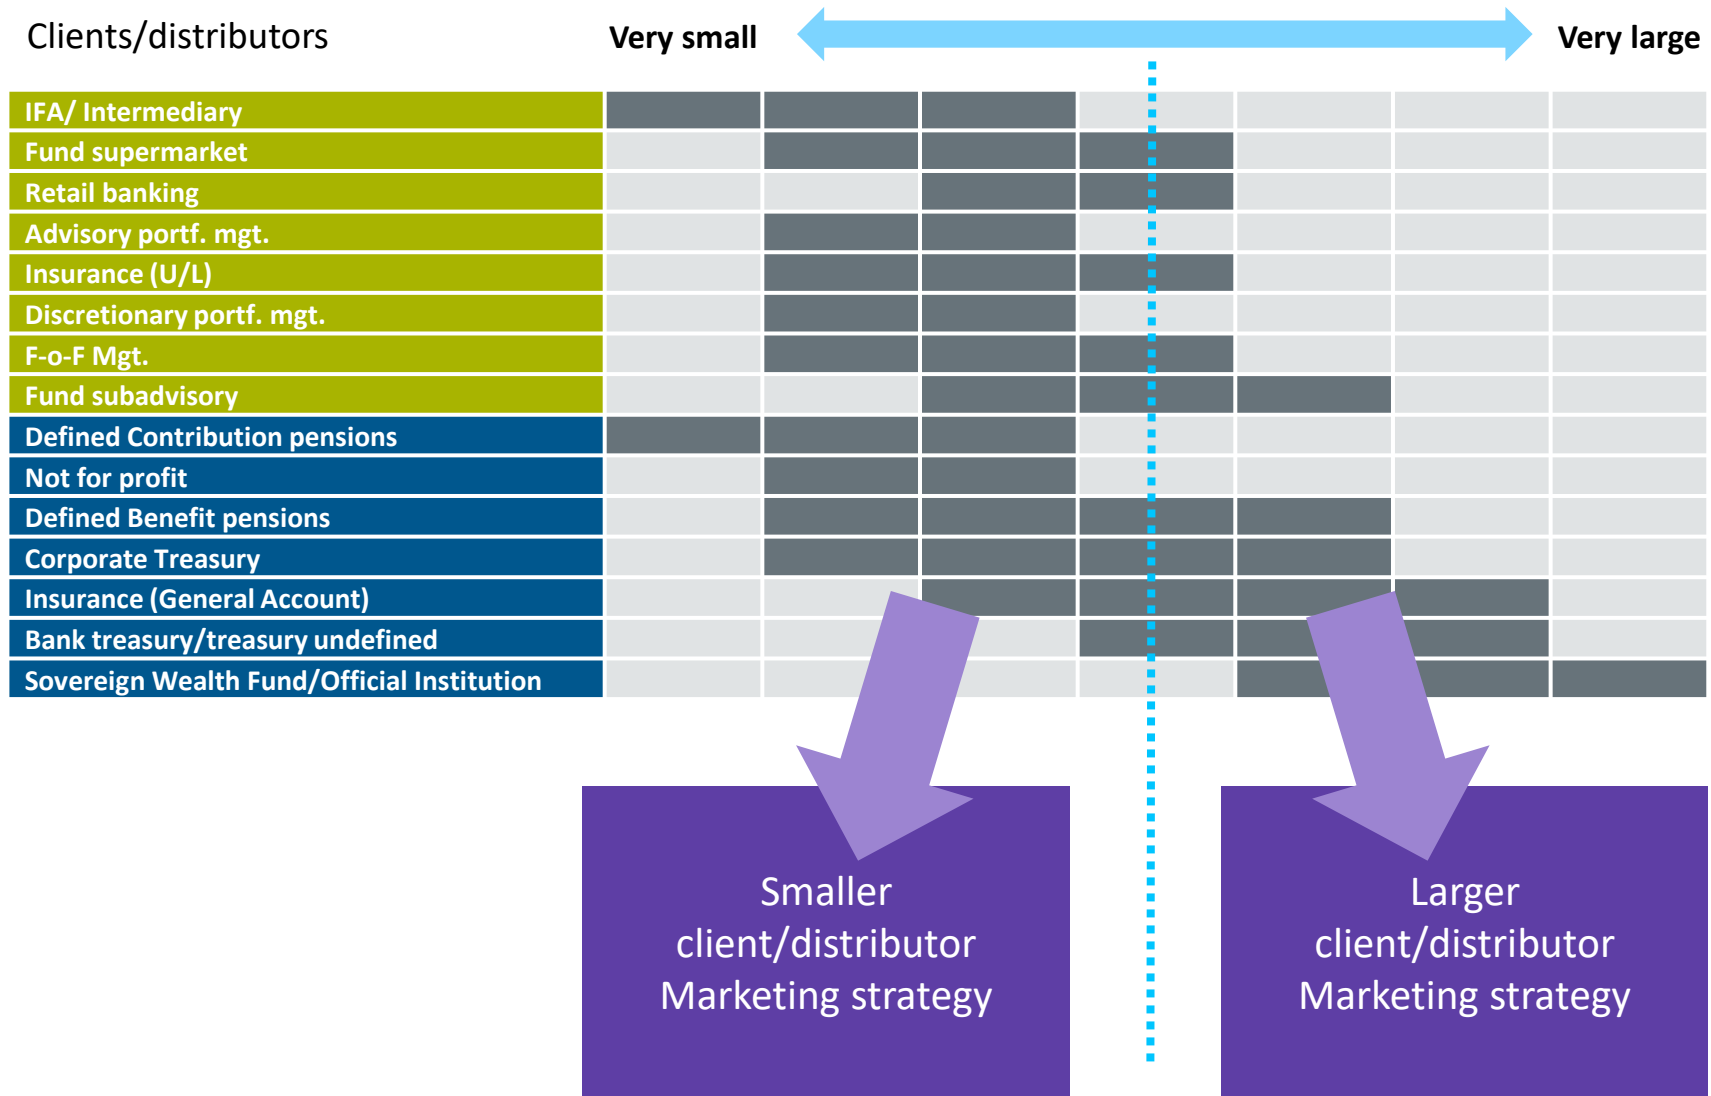 Clients/distributors
Very small
Very large
IFA/ Intermediary
Fund supermarket
Retail banking
Advisory portf. mgt.
Insurance (U/L)
Discretionary portf. mgt.
F-o-F Mgt.
Fund subadvisory
Defined Contribution pensions
Not for profit
Defined Benefit pensions
Corporate Treasury
Insurance (General Account)
Bank treasury/treasury undefined
Sovereign Wealth Fund/Official Institution
Smaller
client/distributor
Marketing strategy
Larger
client/distributor
Marketing strategy